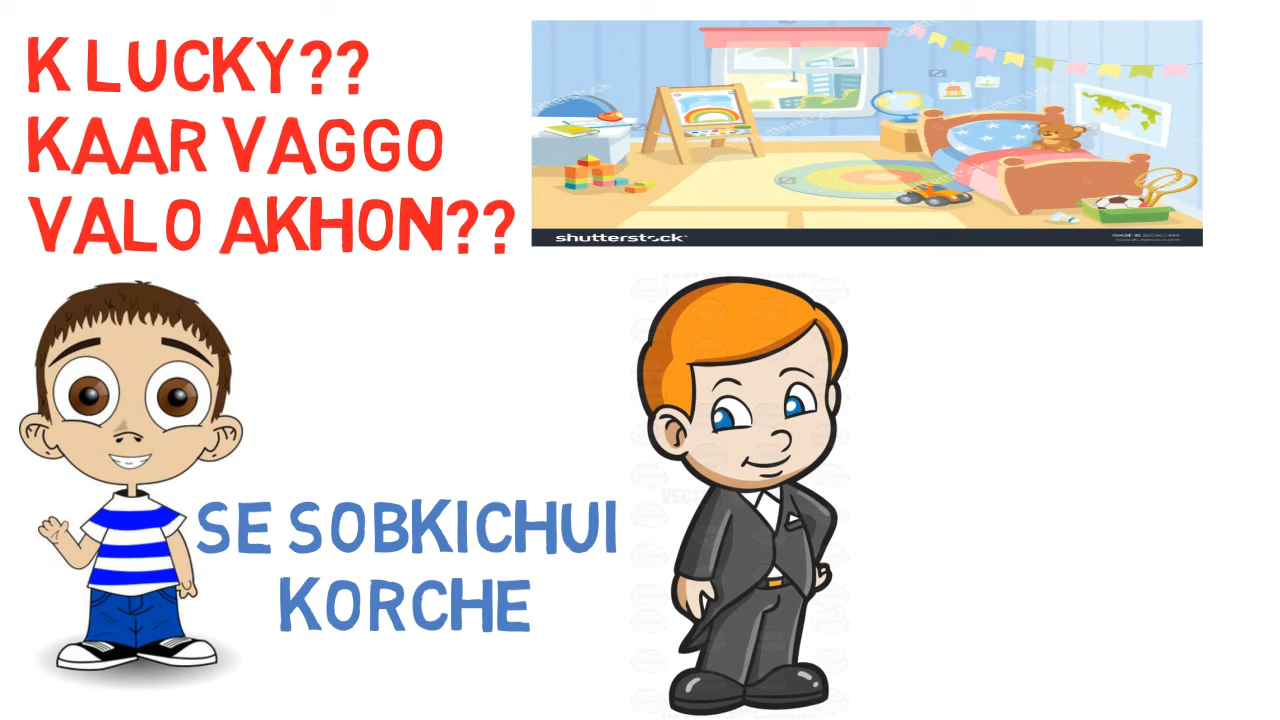 K LUCKY??
KAAR VAGGO
VALO AKHON??
shutterstock
SE SOBKICHUI
KORCHE